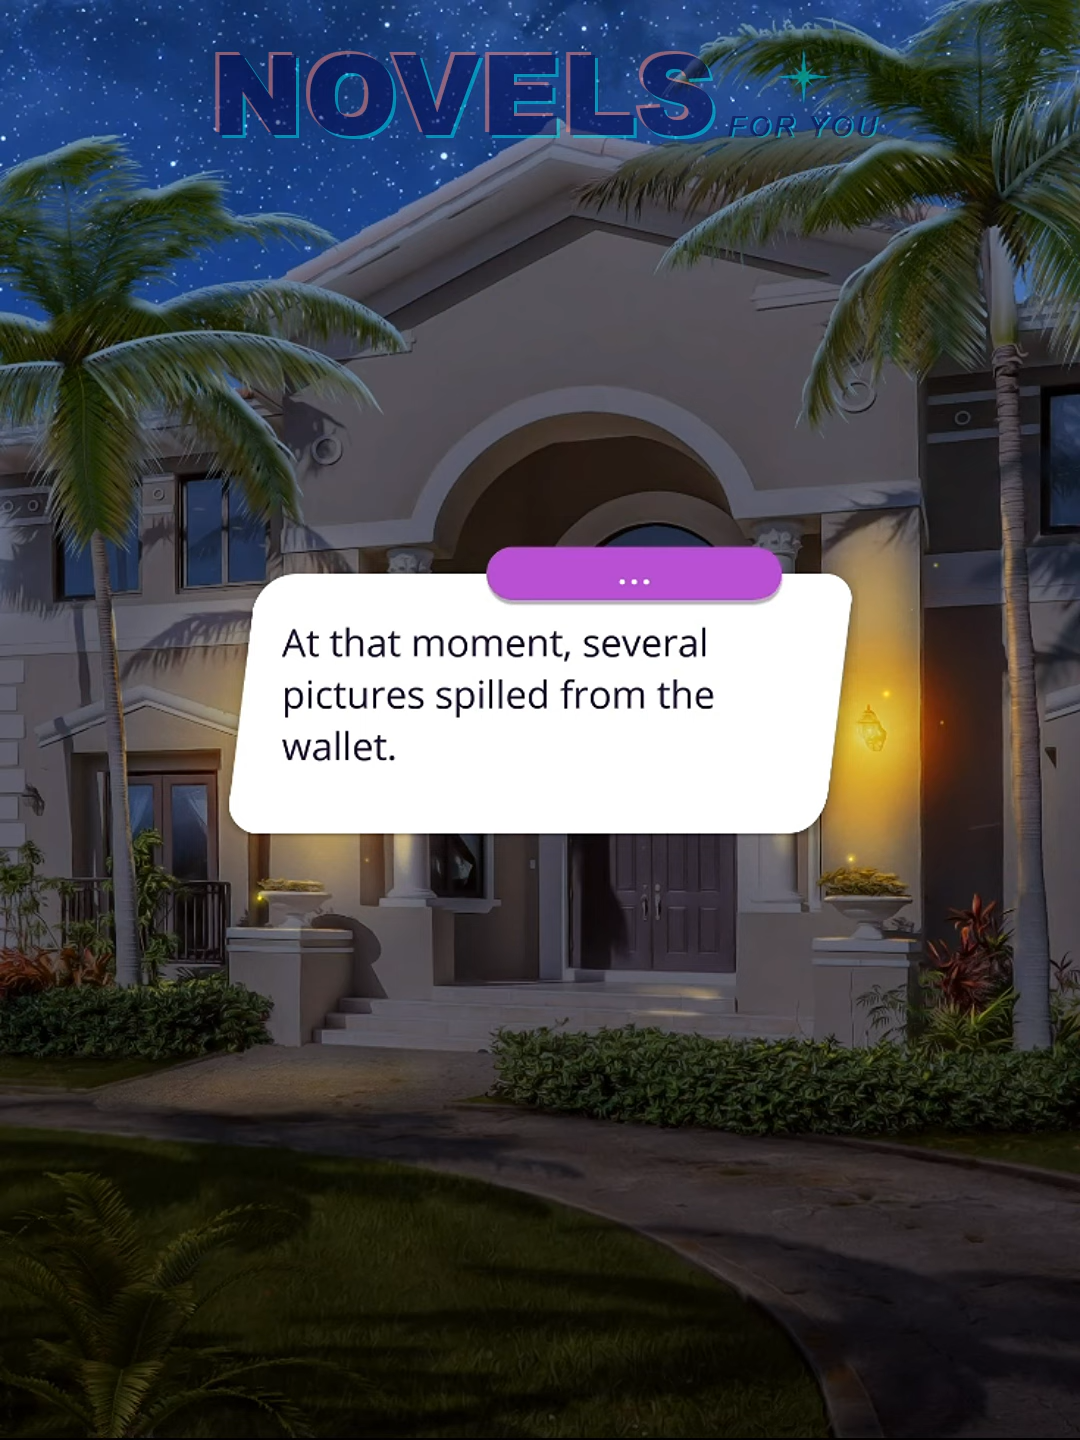 NOVELS FOR YOU
...
At that moment, several
pictures spilled from the
wallet.